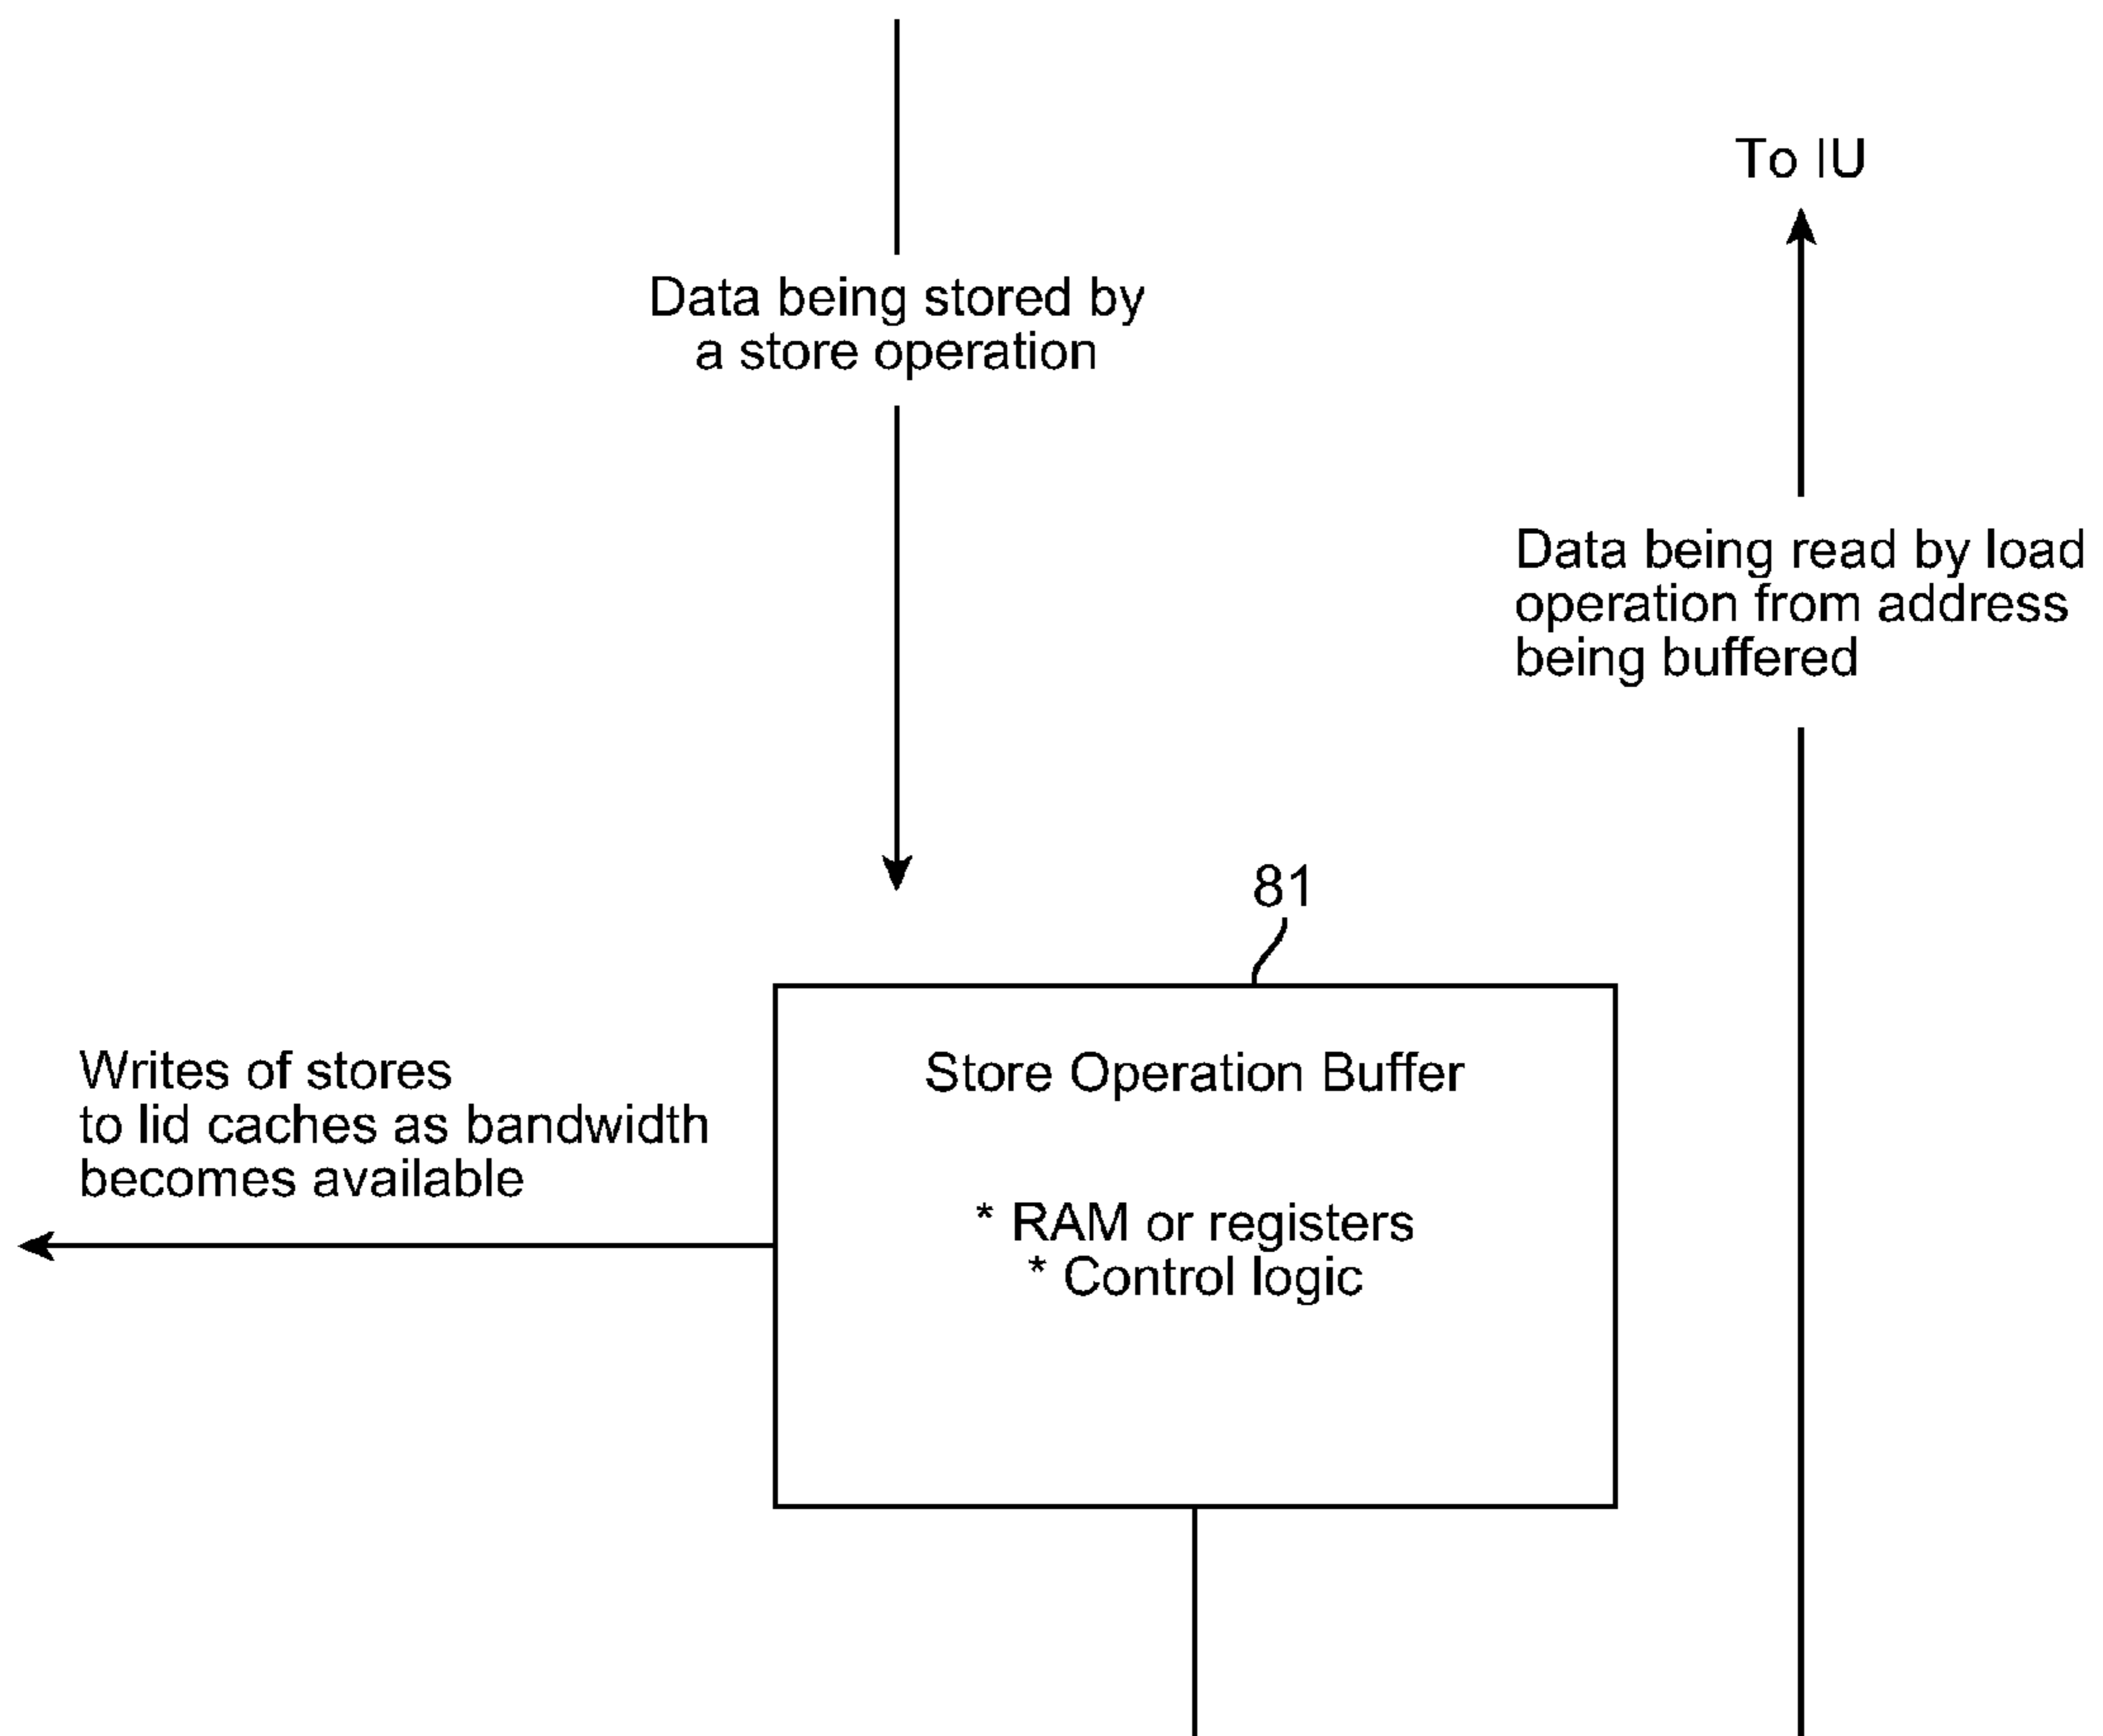 To IU
Data being stored by
a store operation
Data being read by load
operation from address
being buffered
81
Writes of stores
to lid caches as bandwidth
becomes available
Store Operation Buffer
* RAM or registers
* Control logic